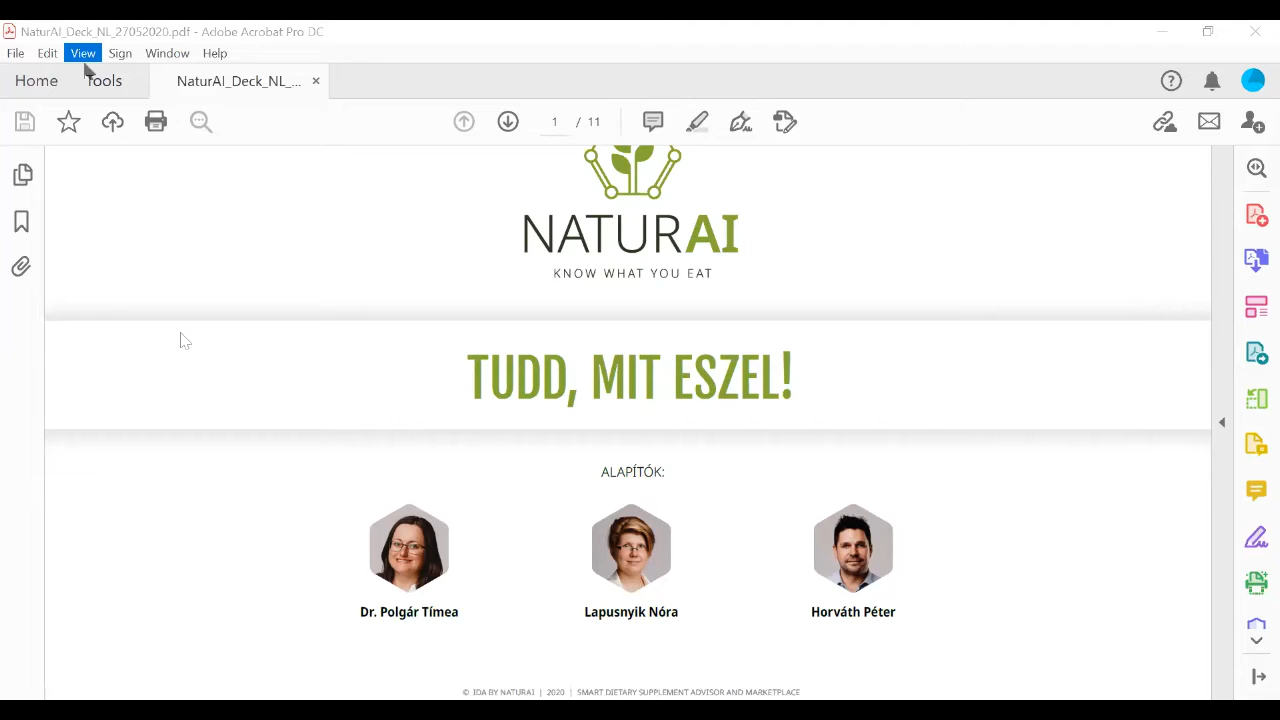 NaturAI_Deck_NL_27052020.pdf - Adobe Acrobat Pro DC
File Edit View Sign Window Help
Home Tools NaturAI_Deck_NL_... ×
1 / 11
NATURAI
KNOW WHAT YOU EAT
TUDD, MIT ESZEL!
ALAPÍTÓK:
Dr. Polgár Tímea Lapusnyik Nóra Horváth Péter
© IDA BY NATURAI | 2020 | SMART DIETARY SUPPLEMENT ADVISOR AND MARKETPLACE